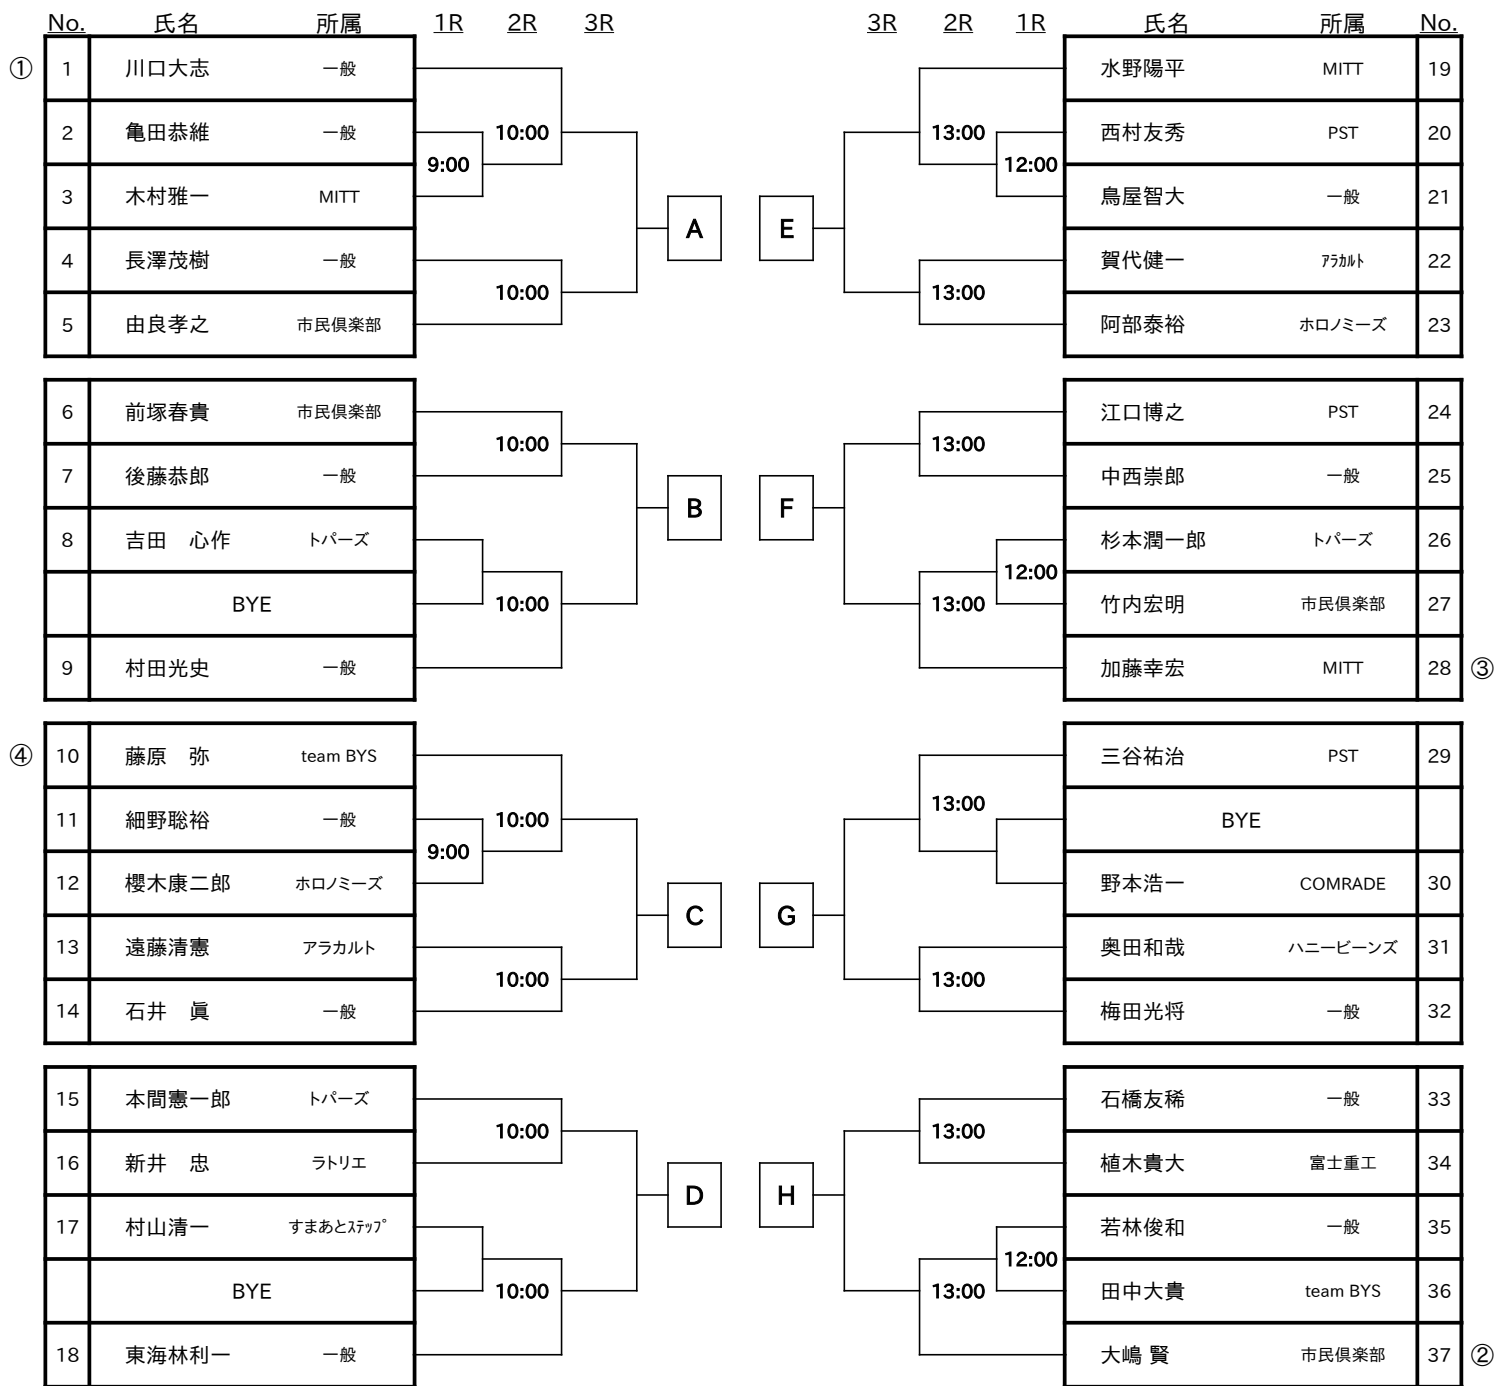 No. 氏名 所属 1R 2R 3R 3R 2R 1R 氏名 所属 No.
① 1 川口大志 一般 水野陽平 MITT 19
2 亀田恭維 一般 10:00 13:00 西村友秀 PST 20
9:00 12:00
3 木村雅一 MITT 鳥屋智大 一般 21
A E
4 長澤茂樹 一般 賀代健一 ｱﾗｶﾙﾄ 22
10:00 13:00
5 由良孝之 市民倶楽部 阿部泰裕 ホロノミーズ 23
6 前塚春貴 市民倶楽部 江口博之 PST 24
10:00 13:00
7 後藤恭郎 一般 中西崇郎 一般 25
B F
8 吉田　心作 トパーズ 杉本潤一郎 トパーズ 26
12:00
BYE 10:00 13:00 竹内宏明 市民倶楽部 27
9 村田光史 一般 加藤幸宏 MITT 28 ③
④ 10 藤原　弥 team BYS 三谷祐治 PST 29
13:00
11 細野聡裕 一般 10:00 BYE
9:00
12 櫻木康二郎 ホロノミーズ 野本浩一 COMRADE 30
C G
13 遠藤清憲 アラカルト 奥田和哉 ハニービーンズ 31
10:00 13:00
14 石井　眞 一般 梅田光将 一般 32
15 本間憲一郎 トパーズ 石橋友稀 一般 33
10:00 13:00
16 新井　忠 ラトリエ 植木貴大 富士重工 34
D H
17 村山清一 すまあとｽﾃｯﾌﾟ 若林俊和 一般 35
12:00
BYE 10:00 13:00 田中大貴 team BYS 36
18 東海林利一 一般 大嶋 賢 市民倶楽部 37 ②